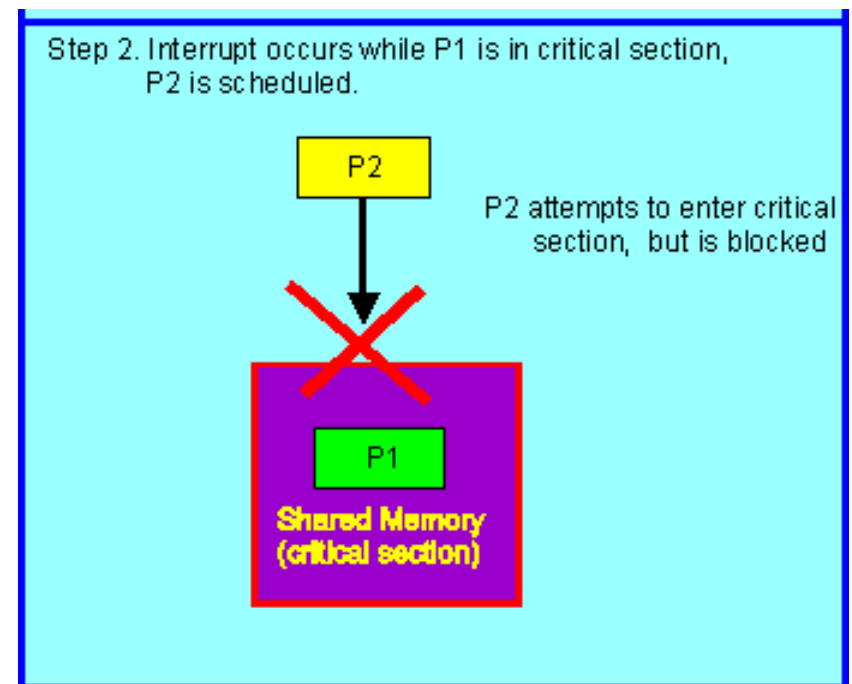 Step 2. Interrupt occurs while P1 is in critical section,
P2 is scheduled.
P2
P2 attempts to enter critical
section, but is blocked
P1
Shared Memory
(critical section)